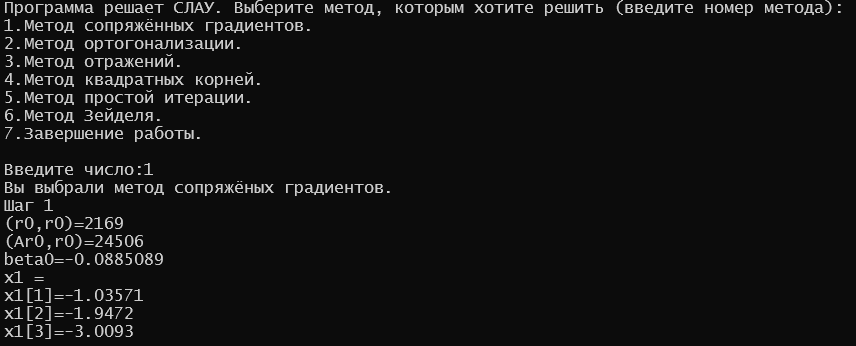 Программа решает СЛАУ. Выберите метод, которым хотите решить (введите номер метода):
1.Метод сопряжённых градиентов.
2.Метод ортогонализации.
3.Метод отражений.
4.Метод квадратных корней.
5.Метод простой итерации.
6.Метод Зейделя.
7.Завершение работы.
Введите число:1
Вы выбрали метод сопряжёных градиентов.
Шаг 1
(r0,r0)=2169
(Ar0,r0)=24506
beta0=-0.0885089
x1 =
x1[1]=-1.03571
x1[2]=-1.9472
x1[3]=-3.0093